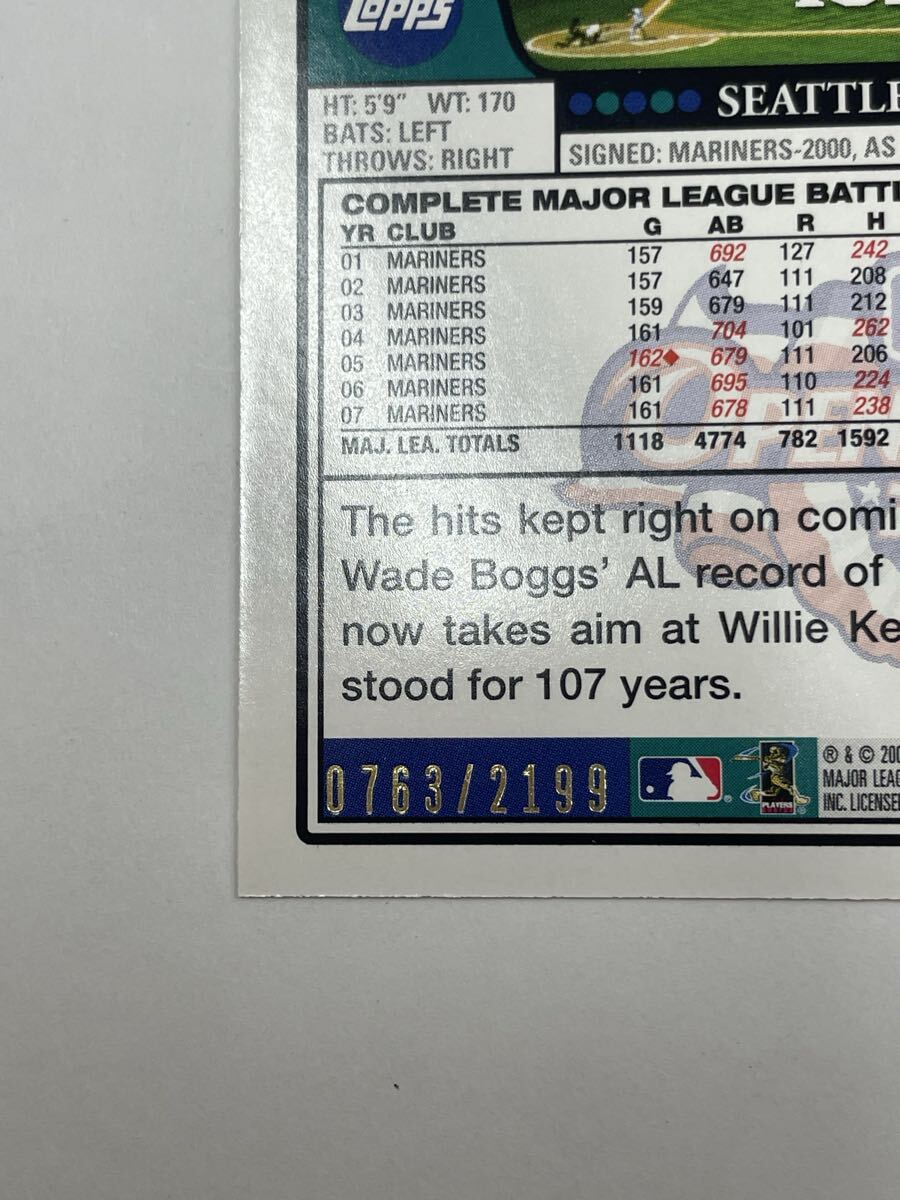 TOPPS
HT: 5'9" WT: 170
BATS: LEFT
THROWS: RIGHT
SEATTLE
SIGNED: MARINERS-2000, AS
COMPLETE MAJOR LEAGUE BATTI
YR CLUB G AB R H
01 MARINERS 157 692 127 242
02 MARINERS 157 647 111 208
03 MARINERS 159 679 111 212
04 MARINERS 161 704 101 262
05 MARINERS 162♦ 679 111 206
06 MARINERS 161 695 110 224
07 MARINERS 161 678 111 238
MAJ. LEA. TOTALS 1118 4774 782 1592
The hits kept right on comi
Wade Boggs' AL record of
now takes aim at Willie Ke
stood for 107 years.
0763/2199
PLAYERS
® & © 200
MAJOR LEAG
INC. LICENSE